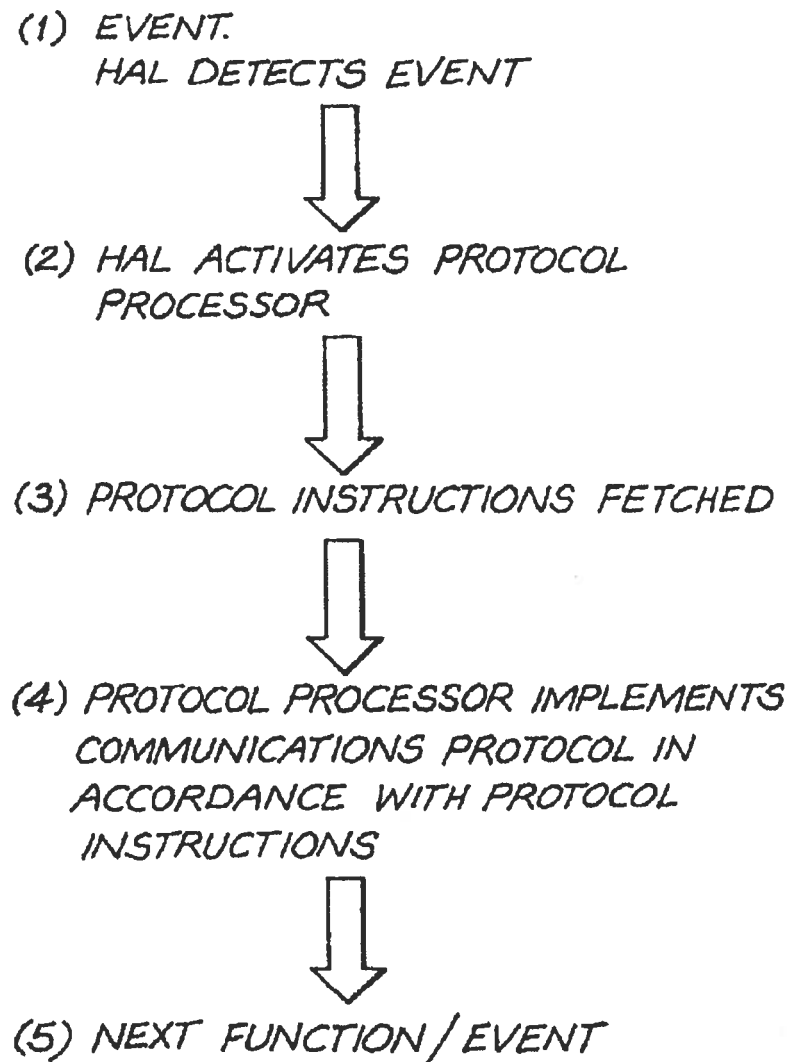 (1) EVENT.
HAL DETECTS EVENT
(2) HAL ACTIVATES PROTOCOL
PROCESSOR
(3) PROTOCOL INSTRUCTIONS FETCHED
(4) PROTOCOL PROCESSOR IMPLEMENTS
COMMUNICATIONS PROTOCOL IN
ACCORDANCE WITH PROTOCOL
INSTRUCTIONS
(5) NEXT FUNCTION/EVENT